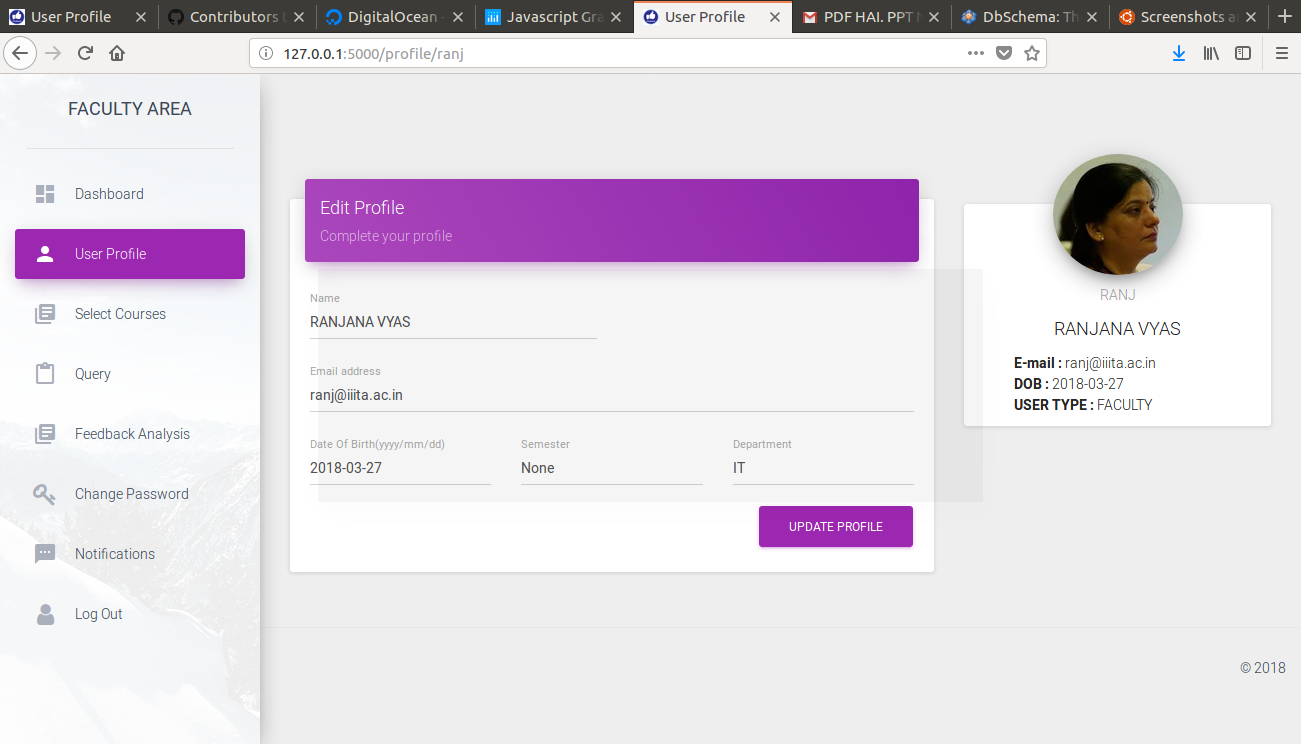 User Profile
Contributors t
DigitalOcean -
Javascript Gra
User Profile
PDF HAI. PPT N
DbSchema: Th
Screenshots a
127.0.0.1:5000/profile/ranj
FACULTY AREA
Dashboard
User Profile
Select Courses
Query
Feedback Analysis
Change Password
Notifications
Log Out
Edit Profile
Complete your profile
Name
RANJANA VYAS
Email address
ranj@iiita.ac.in
Date Of Birth(yyyy/mm/dd) Semester Department
2018-03-27 None IT
UPDATE PROFILE
RANJ
RANJANA VYAS
E-mail : ranj@iiita.ac.in
DOB : 2018-03-27
USER TYPE : FACULTY
© 2018